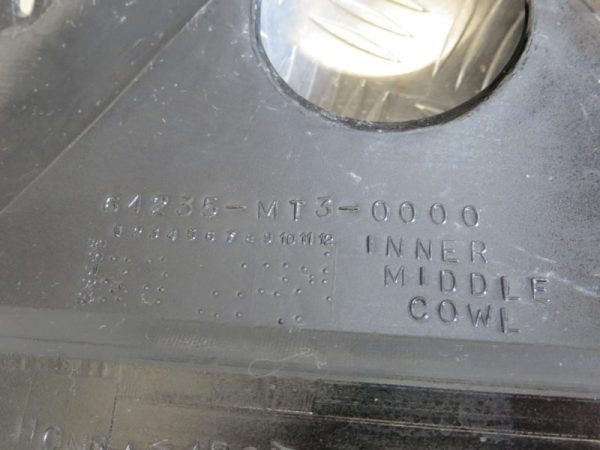 64235-MT3-0000
1 2 3 4 5 6 7 8 9 10 11 12
INNER
MIDDLE
COWL